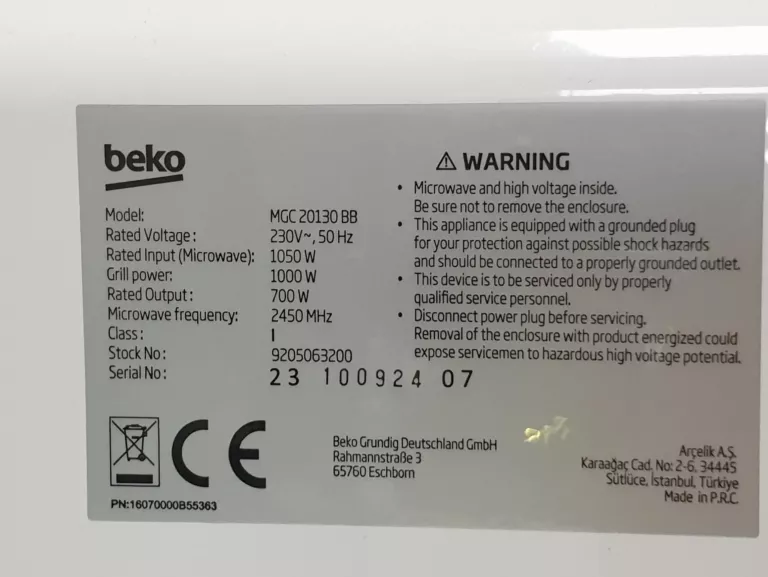 beko
Model: MGC 20130 BB
Rated Voltage: 230V~, 50 Hz
Rated Input (Microwave): 1050 W
Grill power: 1000 W
Rated Output: 700 W
Microwave frequency: 2450 MHz
Class: I
Stock No: 9205063200
Serial No: 23 100924 07
⚠ WARNING
• Microwave and high voltage inside.
Be sure not to remove the enclosure.
• This appliance is equipped with a grounded plug
for your protection against possible shock hazards
and should be connected to a properly grounded outlet.
• This device is to be serviced only by properly
qualified service personnel.
• Disconnect power plug before servicing.
Removal of the enclosure with product energized could
expose servicemen to hazardous high voltage potential.
CE
PN:16070000B55363
Beko Grundig Deutschland GmbH
Rahmannstraße 3
65760 Eschborn
Arçelik A.Ş.
Karaağaç Cad. No: 2-6, 34445
Sütlüce, İstanbul, Türkiye
Made in P.R.C.